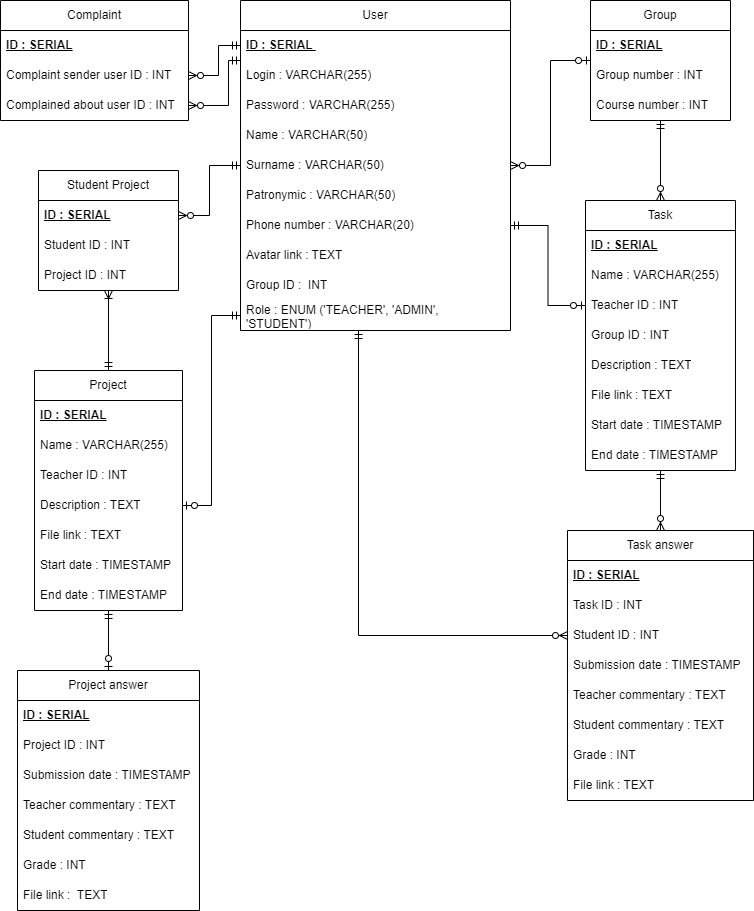 Complaint
ID : SERIAL
Complaint sender user ID : INT
Complained about user ID : INT
User
ID : SERIAL
Login : VARCHAR(255)
Password : VARCHAR(255)
Name : VARCHAR(50)
Surname : VARCHAR(50)
Patronymic : VARCHAR(50)
Phone number : VARCHAR(20)
Avatar link : TEXT
Group ID :  INT
Role : ENUM ('TEACHER', 'ADMIN',
'STUDENT')
Group
ID : SERIAL
Group number : INT
Course number : INT
Student Project
ID : SERIAL
Student ID : INT
Project ID : INT
Task
ID : SERIAL
Name : VARCHAR(255)
Teacher ID : INT
Group ID : INT
Description : TEXT
File link : TEXT
Start date : TIMESTAMP
End date : TIMESTAMP
Project
ID : SERIAL
Name : VARCHAR(255)
Teacher ID : INT
Description : TEXT
File link : TEXT
Start date : TIMESTAMP
End date : TIMESTAMP
Task answer
ID : SERIAL
Task ID : INT
Student ID : INT
Submission date : TIMESTAMP
Teacher commentary : TEXT
Student commentary : TEXT
Grade : INT
File link : TEXT
Project answer
ID : SERIAL
Project ID : INT
Submission date : TIMESTAMP
Teacher commentary : TEXT
Student commentary : TEXT
Grade : INT
File link :  TEXT